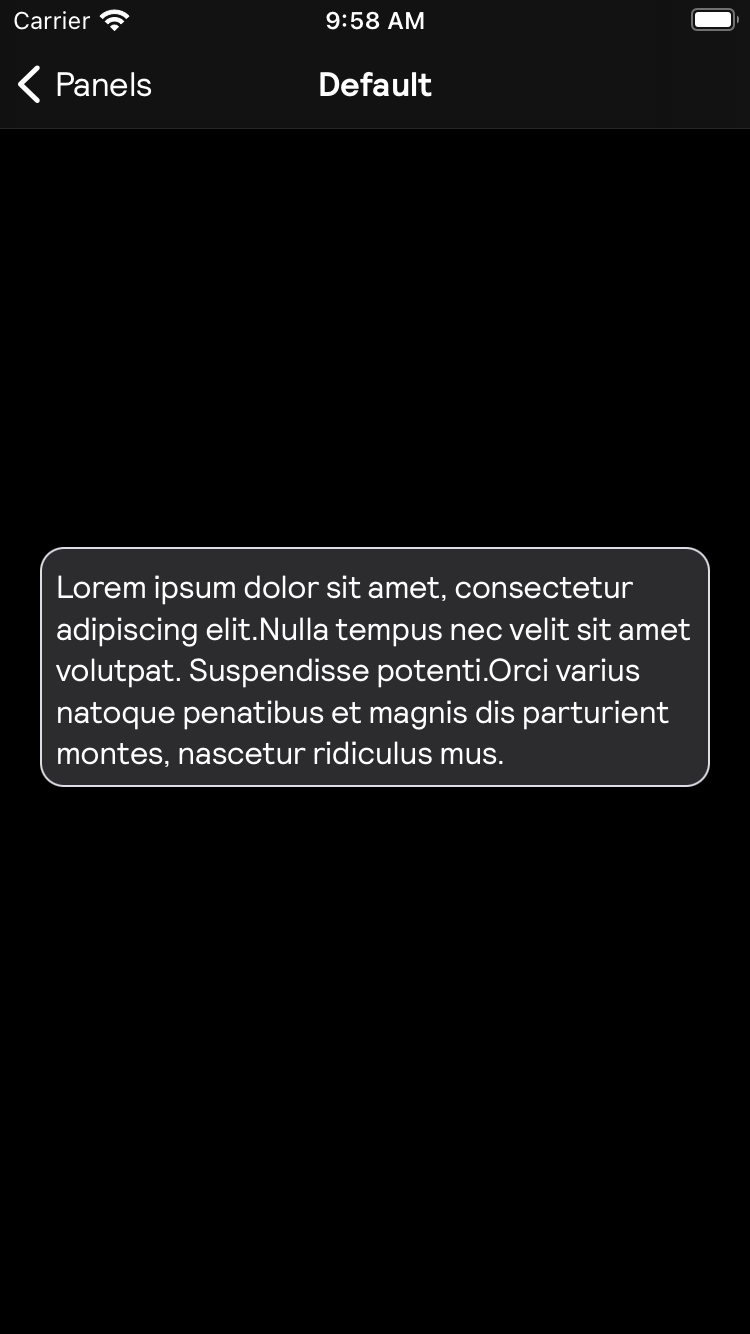 Carrier 9:58 AM
Panels Default
Lorem ipsum dolor sit amet, consectetur
adipiscing elit.Nulla tempus nec velit sit amet
volutpat. Suspendisse potenti.Orci varius
natoque penatibus et magnis dis parturient
montes, nascetur ridiculus mus.